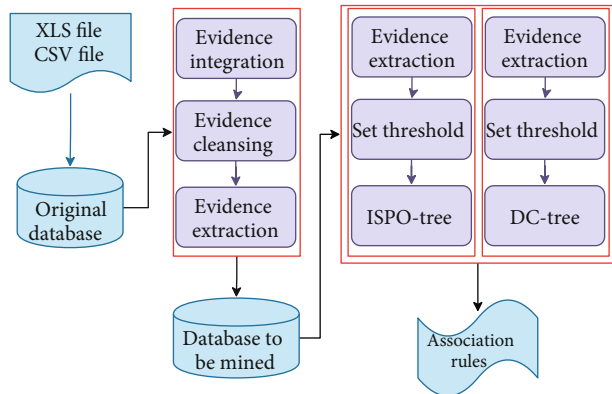 XLS file
CSV file
Original
database
Evidence
integration
Evidence
cleansing
Evidence
extraction
Database to
be mined
Evidence
extraction
Set threshold
ISPO-tree
Evidence
extraction
Set threshold
DC-tree
Association
rules